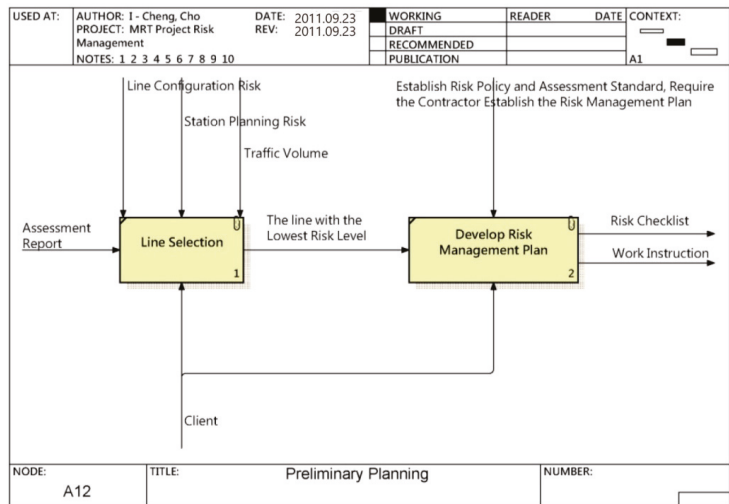 USED AT:
AUTHOR: I - Cheng, Cho
PROJECT: MRT Project Risk
Management
NOTES: 1 2 3 4 5 6 7 8 9 10
DATE: 2011.09.23
REV: 2011.09.23
WORKING
DRAFT
RECOMMENDED
PUBLICATION
READER
DATE
CONTEXT:
A1
Line Configuration Risk
Station Planning Risk
Traffic Volume
Establish Risk Policy and Assessment Standard, Require
the Contractor Establish the Risk Management Plan
Assessment
Report
Line Selection
1
The line with the
Lowest Risk Level
Develop Risk
Management Plan
2
Risk Checklist
Work Instruction
Client
NODE:
A12
TITLE:
Preliminary Planning
NUMBER: